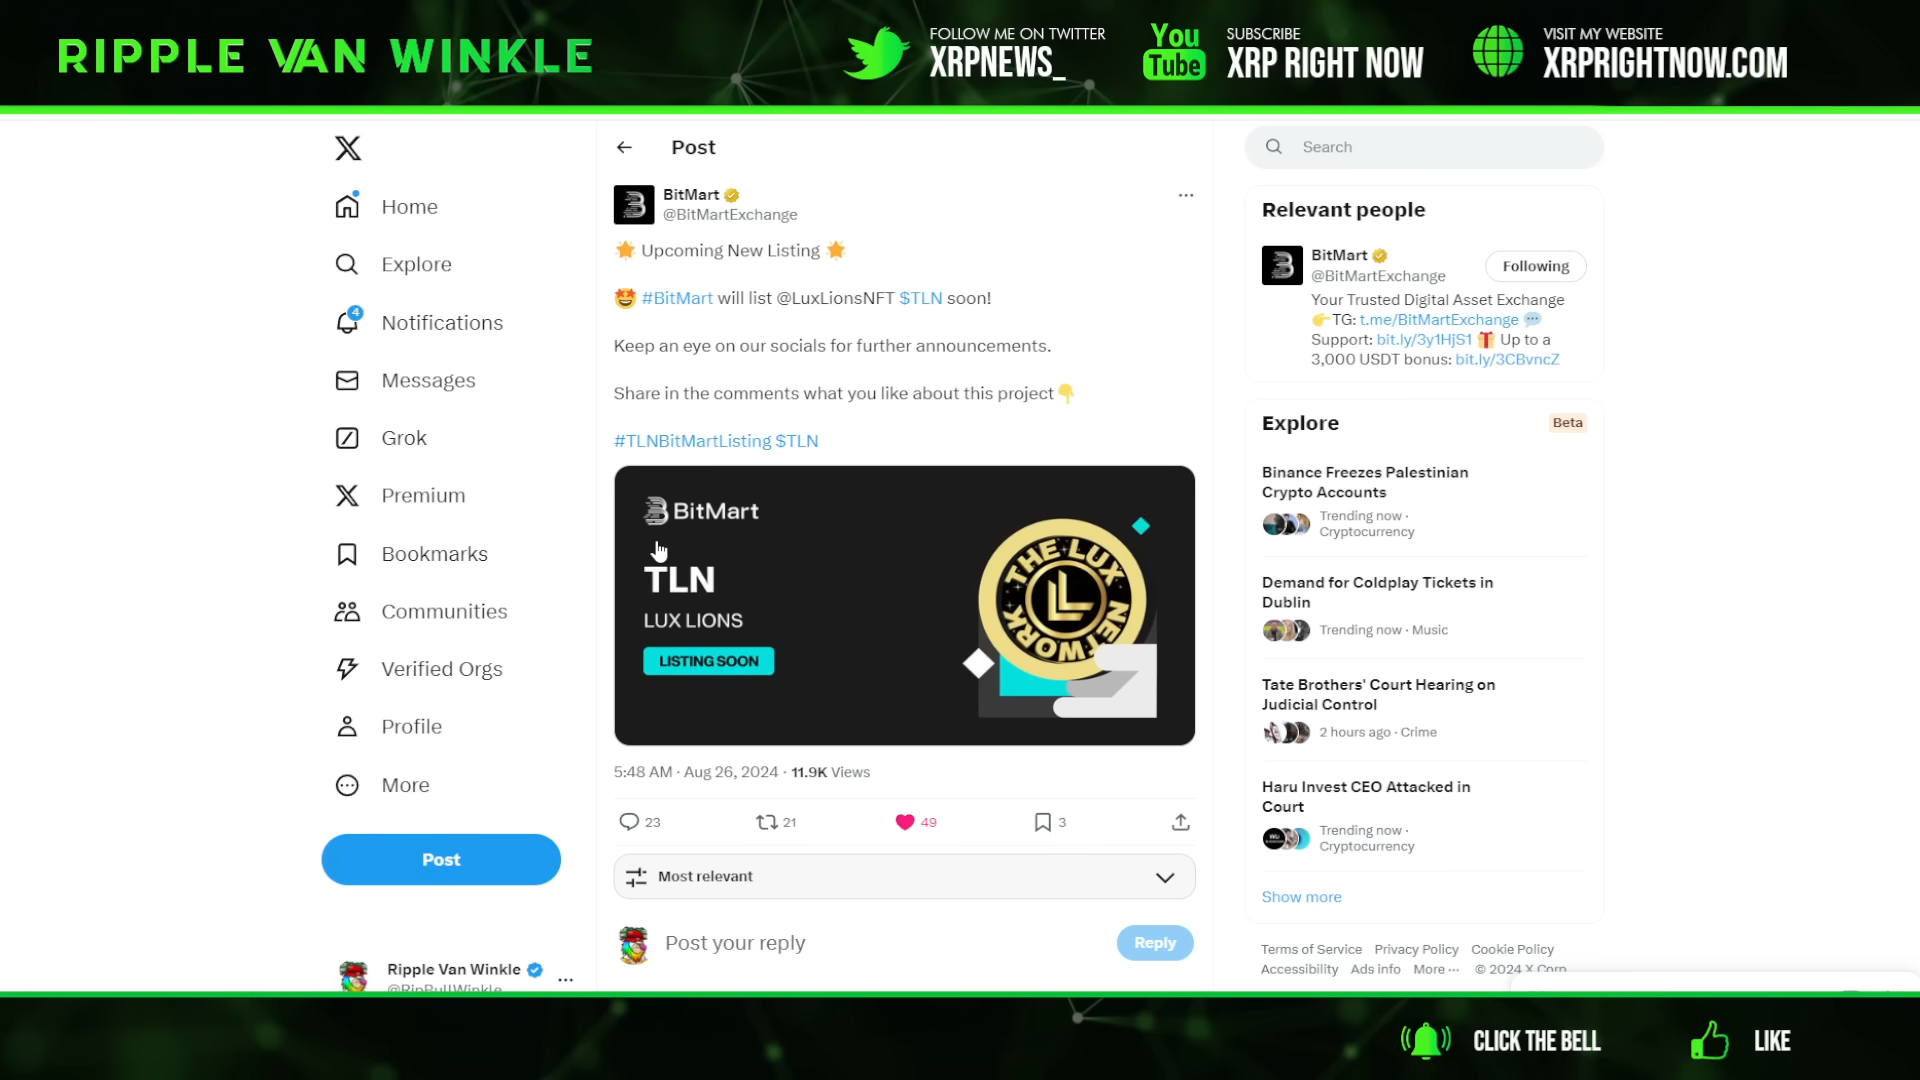 RIPPLE VAN WINKLE
FOLLOW ME ON TWITTER
XRPNEWS_
You
Tube
SUBSCRIBE
XRP RIGHT NOW
VISIT MY WEBSITE
XRPRIGHTNOW.COM
Home
Explore
4
Notifications
Messages
Grok
Premium
Bookmarks
Communities
Verified Orgs
Profile
More
Post
Ripple Van Winkle
@RipBullWinkle
Post
BitMart
@BitMartExchange
🌟 Upcoming New Listing 🌟
🤩 #BitMart will list @LuxLionsNFT $TLN soon!
Keep an eye on our socials for further announcements.
Share in the comments what you like about this project👇
#TLNBitMartListing $TLN
BitMart
TLN
LUX LIONS
LISTING SOON
THE LUX NETWORK
5:48 AM · Aug 26, 2024 · 11.9K Views
23
21
49
3
Most relevant
Post your reply
Reply
Search
Relevant people
BitMart
@BitMartExchange
Following
Your Trusted Digital Asset Exchange
👉TG: t.me/BitMartExchange 💬
Support: bit.ly/3y1HjS1 🎁 Up to a
3,000 USDT bonus: bit.ly/3CBvncZ
Explore
Beta
Binance Freezes Palestinian
Crypto Accounts
Trending now ·
Cryptocurrency
Demand for Coldplay Tickets in
Dublin
Trending now · Music
Tate Brothers' Court Hearing on
Judicial Control
2 hours ago · Crime
Haru Invest CEO Attacked in
Court
Trending now ·
Cryptocurrency
Show more
Terms of Service Privacy Policy Cookie Policy
Accessibility Ads info More ··· © 2024 X Corp
CLICK THE BELL
LIKE